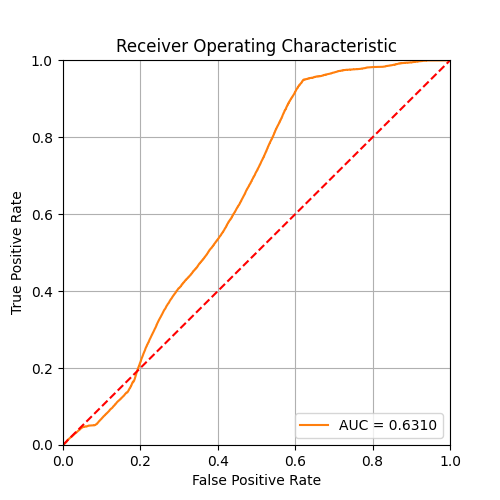 Receiver Operating Characteristic
1.0
0.8
0.6
0.4
0.2
0.0
True Positive Rate
AUC = 0.6310
0.0 0.2 0.4 0.6 0.8 1.0
False Positive Rate